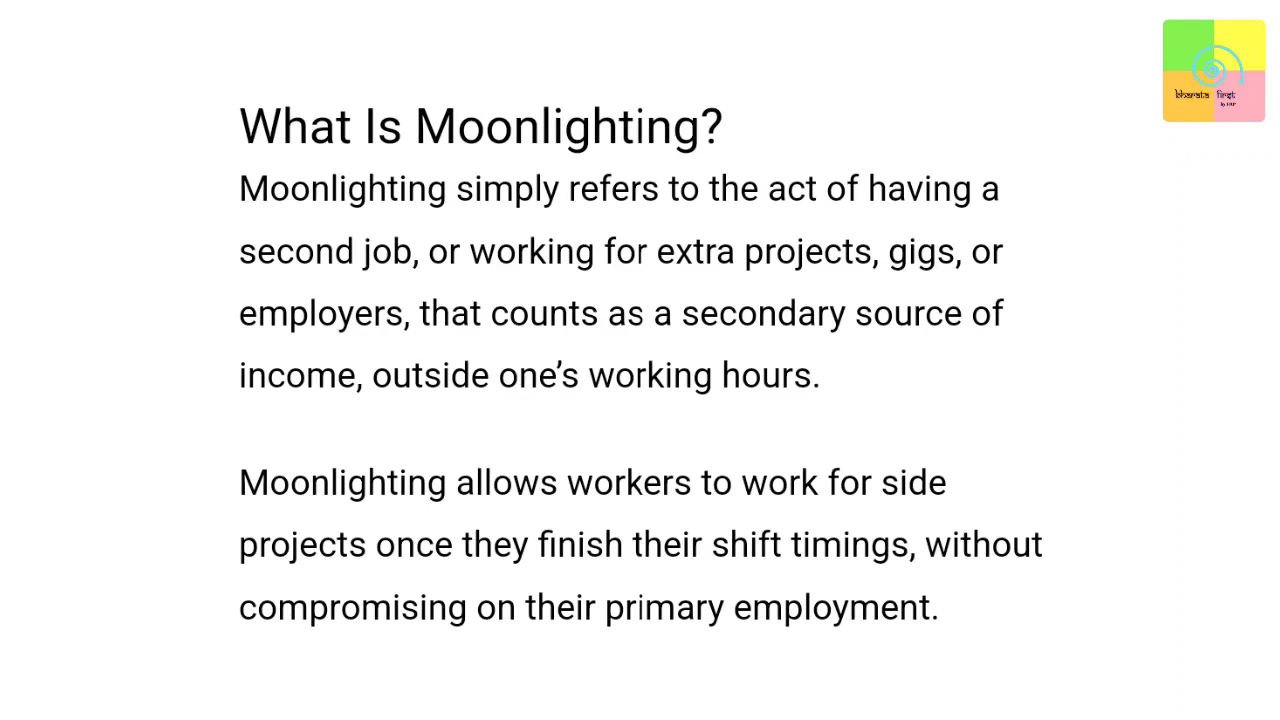 What Is Moonlighting?
Moonlighting simply refers to the act of having a
second job, or working for extra projects, gigs, or
employers, that counts as a secondary source of
income, outside one’s working hours.
Moonlighting allows workers to work for side
projects once they finish their shift timings, without
compromising on their primary employment.
bharata first